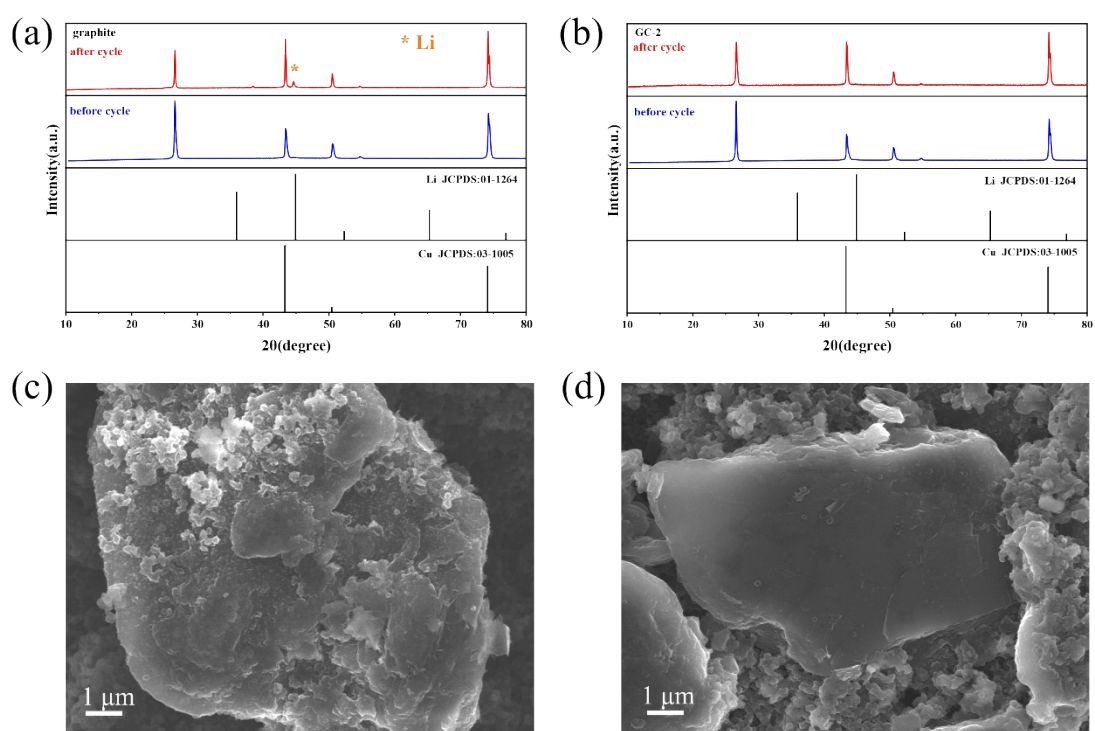 (a)
graphite
after cycle
* Li
*
before cycle
Li JCPDS:01-1264
Cu JCPDS:03-1005
Intensity(a.u.)
10 20 30 40 50 60 70 80
2θ(degree)
(b)
GC-2
after cycle
before cycle
Li JCPDS:01-1264
Cu JCPDS:03-1005
Intensity(a.u.)
10 20 30 40 50 60 70 80
2θ(degree)
(c)
1 μm
(d)
1 μm